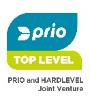 prio
TOP LEVEL
PRIO and HARDLEVEL
Joint Venture